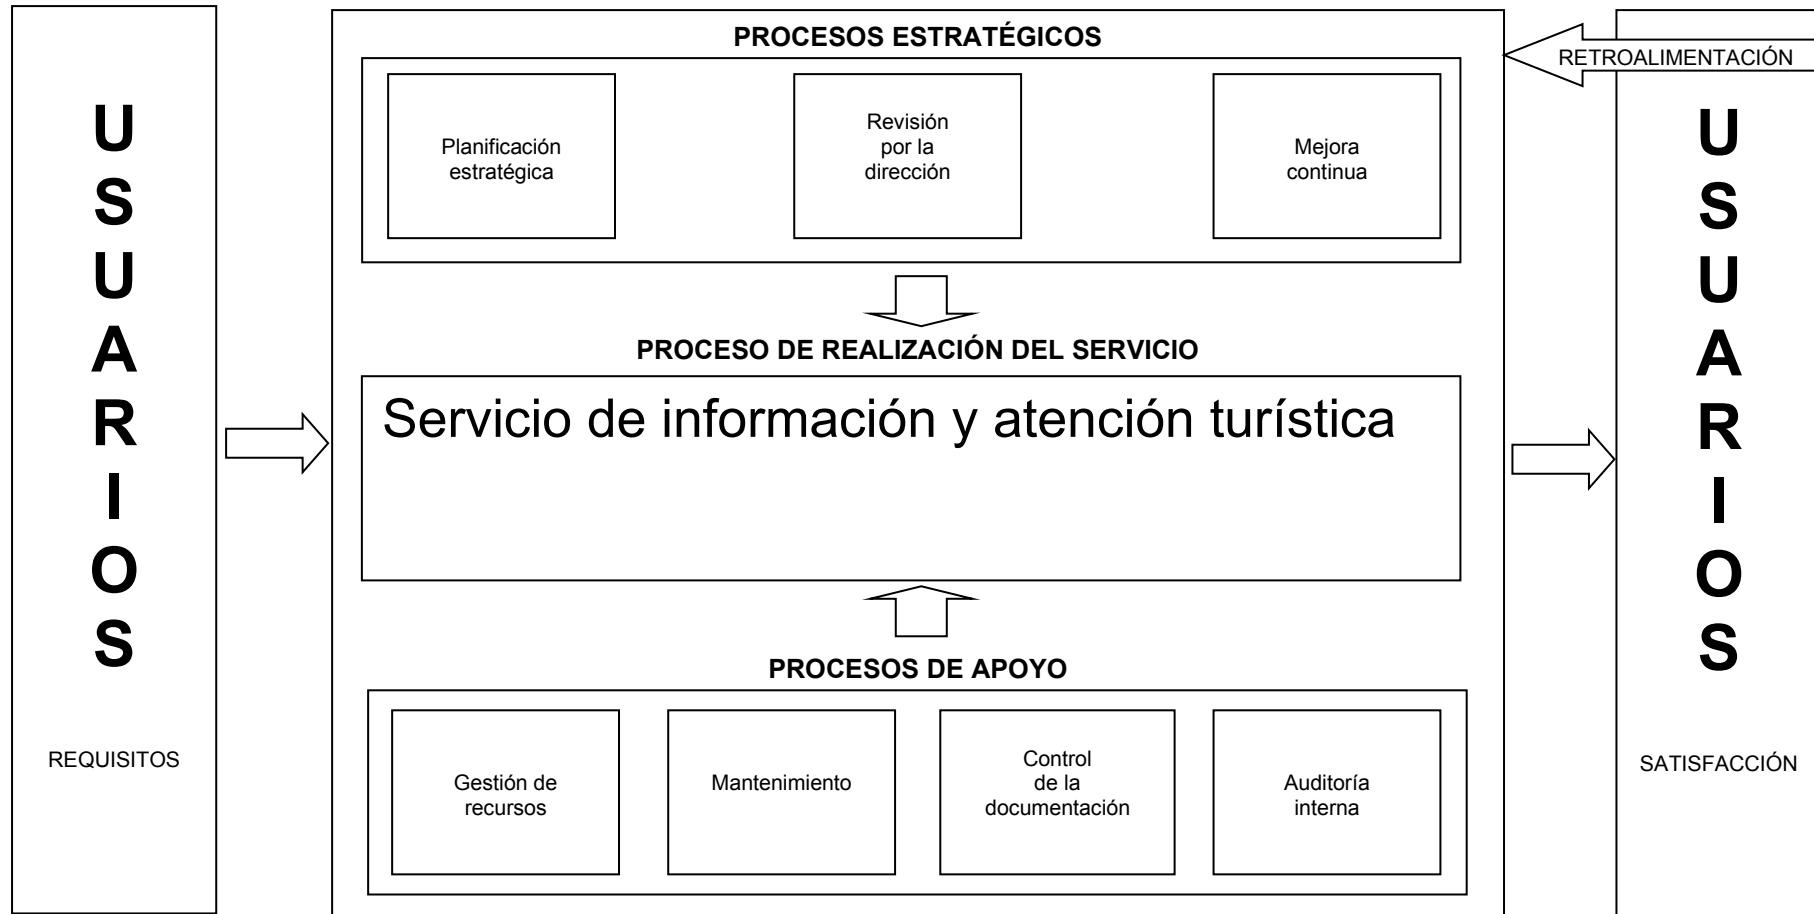 PROCESOS ESTRATÉGICOS
RETROALIMENTACIÓN
U
S
U
A
R
I
O
S
REQUISITOS
Planificación
estratégica
Revisión
por la
dirección
Mejora
continua
PROCESO DE REALIZACIÓN DEL SERVICIO
Servicio de información y atención turística
PROCESOS DE APOYO
Gestión de
recursos
Mantenimiento
Control
de la
documentación
Auditoría
interna
U
S
U
A
R
I
O
S
SATISFACCIÓN